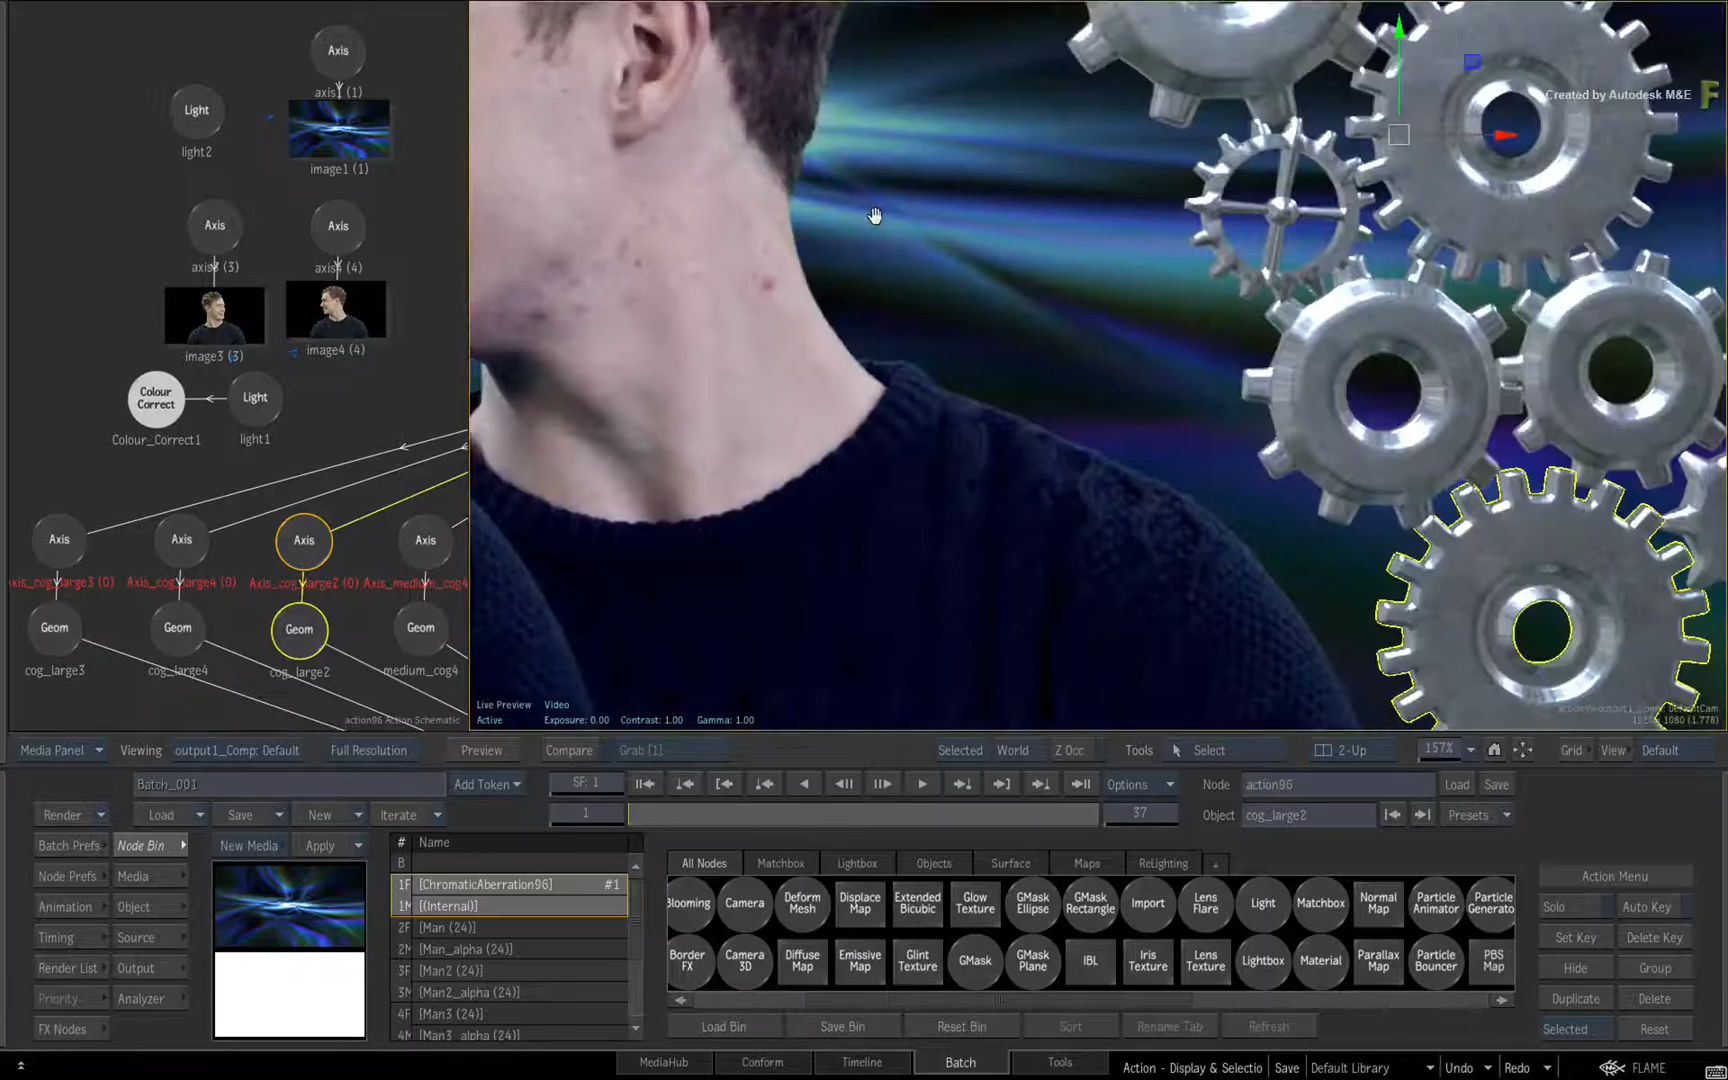 Axis
axis1 (1)
Light
light2
image1 (1)
Axis
Axis
(3)
(4)
image3 (3)
image4 (4)
Colour
Correct
Light
Colour_Correct1
light1
Axis
Axis
Axis
Axis
Axis_cog_large4 (0)
Axis_cog_large2 (0)
Axis_medium_cog4
Geom
Geom
Geom
Geom
cog_large3
cog_large4
cog_large2
medium_cog4
action96 Action Schematic
Created by Autodesk M&E
Live Preview Video
Active Exposure: 0.00 Contrast: 1.00 Gamma: 1.00
1080 (1.778)
Media Panel Viewing output1_Comp: Default Full Resolution Preview Compare Grab [1] Selected World Z Occ Tools Select 2-Up 157% Grid View Default
Batch_001 Add Token SF: 1 Options Node action96 Load Save
Render Load Save New Iterate 1 37 Object cog_large2 Presets
Batch Prefs Node Bin New Media Apply # Name
B
All Nodes Matchbox Lightbox Objects Surface Maps ReLighting
Action Menu
Node Prefs Media 1F [ChromaticAberration96] #1
1M [(Internal)]
Animation Object 2F [Man (24)]
Timing Source 2M [Man_alpha (24)]
Render List Output 3F [Man2 (24)]
3M [Man2_alpha (24)]
Priority Analyzer 4F [Man3 (24)]
FX Nodes 4M [Man3_alpha (24)]
Camera Deform Mesh Displace Map Extended Bicubic Glow Texture GMask Ellipse GMask Rectangle Import Lens Flare Light Matchbox Normal Map Particle Animator Particle
Border FX Camera 3D Diffuse Map Emissive Map Glint Texture GMask GMask Plane IBL Iris Texture Lens Texture Lightbox Material Parallax Map Particle Bouncer PBS Map
Load Bin Save Bin Reset Bin Sort Rename Tab Refresh
Solo Auto Key
Set Key Delete Key
Hide Group
Duplicate Delete
Selected Reset
MediaHub Conform Timeline Batch Tools Action - Display & Selectio Save Default Library Undo Redo FLAME